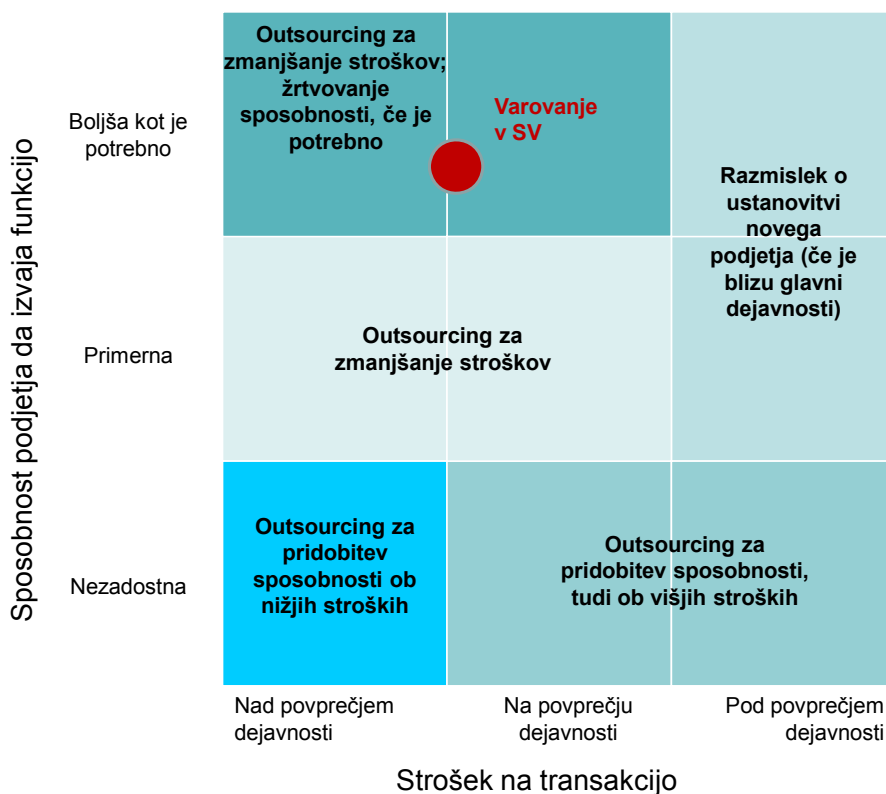 Sposobnost podjetja da izvaja funkcijo
Boljša kot je
potrebno
Primerna
Nezadostna
Outsourcing za
zmanjšanje stroškov;
žrtvovanje
sposobnosti, če je
potrebno
Varovanje
v SV
Razmislek o
ustanovitvi
novega
podjetja (če je
blizu glavni
dejavnosti)
Outsourcing za
zmanjšanje stroškov
Outsourcing za
pridobitev
sposobnosti ob
nižjih stroških
Outsourcing za
pridobitev sposobnosti,
tudi ob višjih stroških
Nad povprečjem
dejavnosti
Na povprečju
dejavnosti
Pod povprečjem
dejavnosti
Strošek na transakcijo